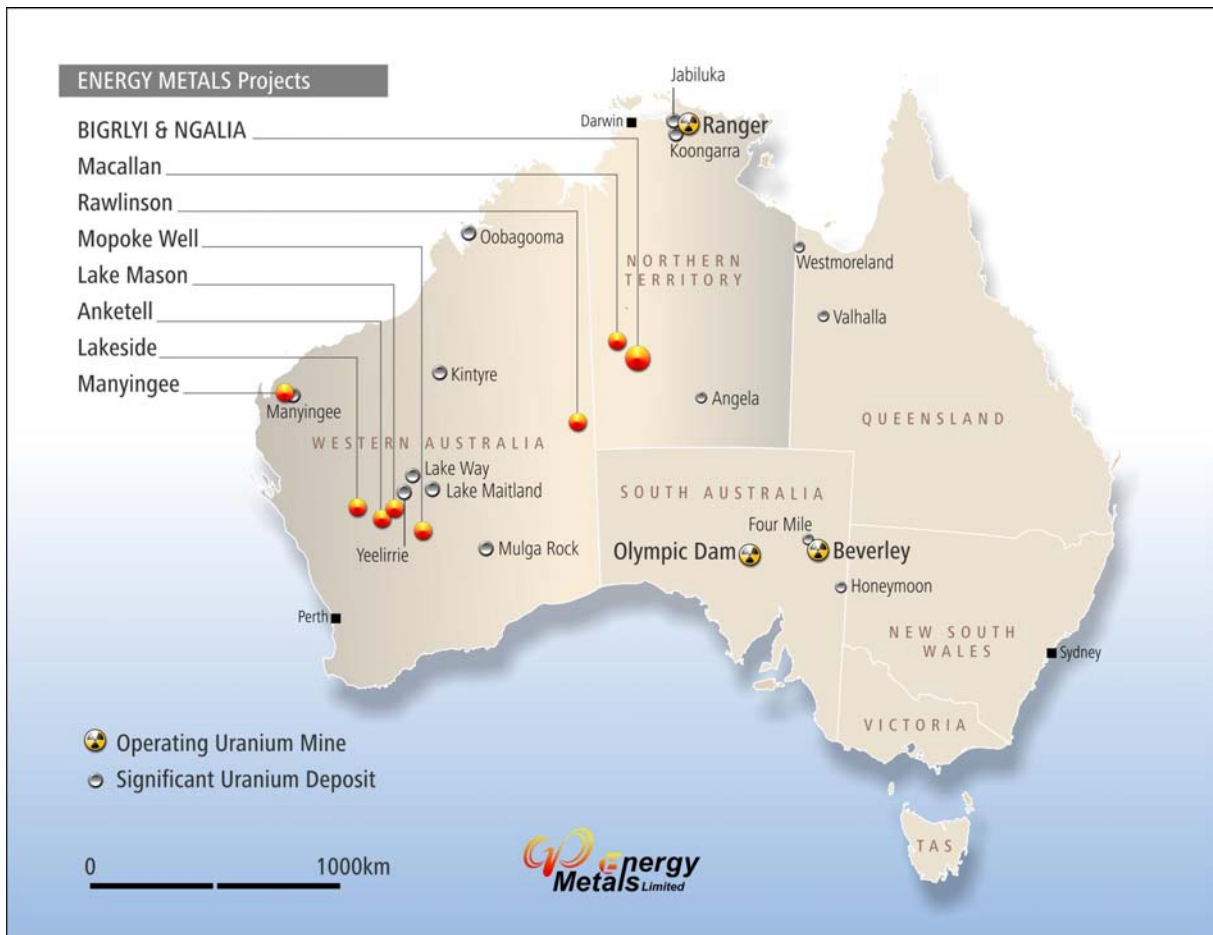 ENERGY METALS Projects
BIGRLYI & NGALIA
Macallan
Rawlinson
Mopoke Well
Lake Mason
Anketell
Lakeside
Manyingee
Jabiluka
Darwin
Ranger
Koongarra
Oobagooma
NORTHERN
TERRITORY
Westmoreland
Valhalla
Kintyre
Manyingee
Angela
QUEENSLAND
WESTERN AUSTRALIA
Lake Way
Lake Maitland
SOUTH AUSTRALIA
Four Mile
Yeelirrie
Mulga Rock
Olympic Dam
Beverley
Honeymoon
Perth
NEW SOUTH
WALES
Sydney
VICTORIA
TAS
Operating Uranium Mine
Significant Uranium Deposit
0 1000km
Energy
Metals Limited